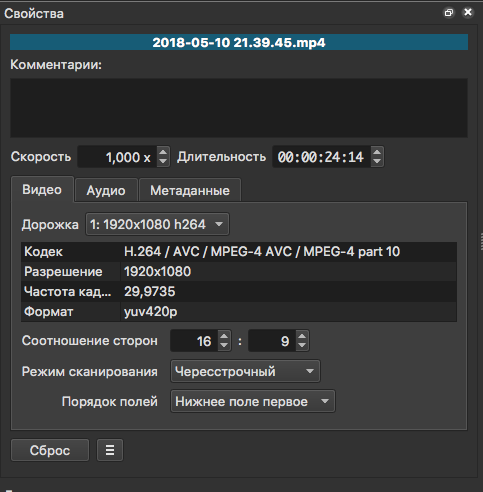 Свойства
2018-05-10 21.39.45.mp4
Комментарии:
Скорость 1,000 x Длительность 00:00:24:14
Видео Аудио Метаданные
Дорожка 1: 1920x1080 h264
Кодек H.264 / AVC / MPEG-4 AVC / MPEG-4 part 10
Разрешение 1920x1080
Частота кад... 29,9735
Формат yuv420p
Соотношение сторон 16 : 9
Режим сканирования Чересстрочный
Порядок полей Нижнее поле первое
Сброс